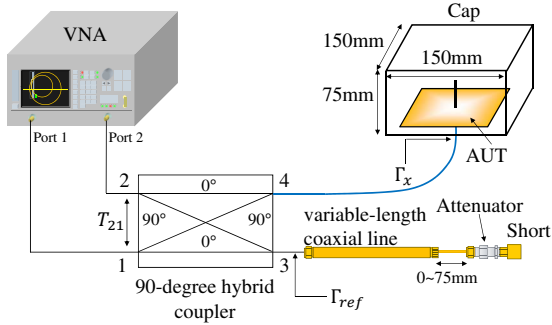 VNA
Port 1
Port 2
Cap
150mm
150mm
75mm
AUT
Γx
2
0°
4
T21
90°
90°
0°
1
3
90-degree hybrid
coupler
variable-length
coaxial line
Attenuator
Short
0~75mm
Γref